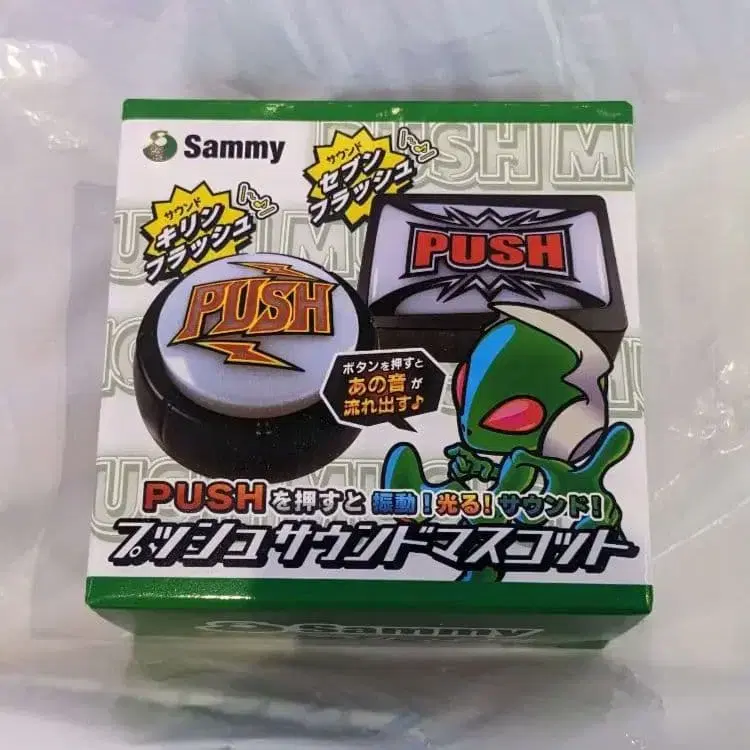 Sammy
PUSH MU
サウンド
セブン
フラッシュ
サウンド
キリン
フラッシュ
PUSH
PUSH
ボタンを押すと
あの音が
流れ出す♪
PUSHを押すと振動!光る!サウンド!
プッシュサウンドマスコット
Sammy